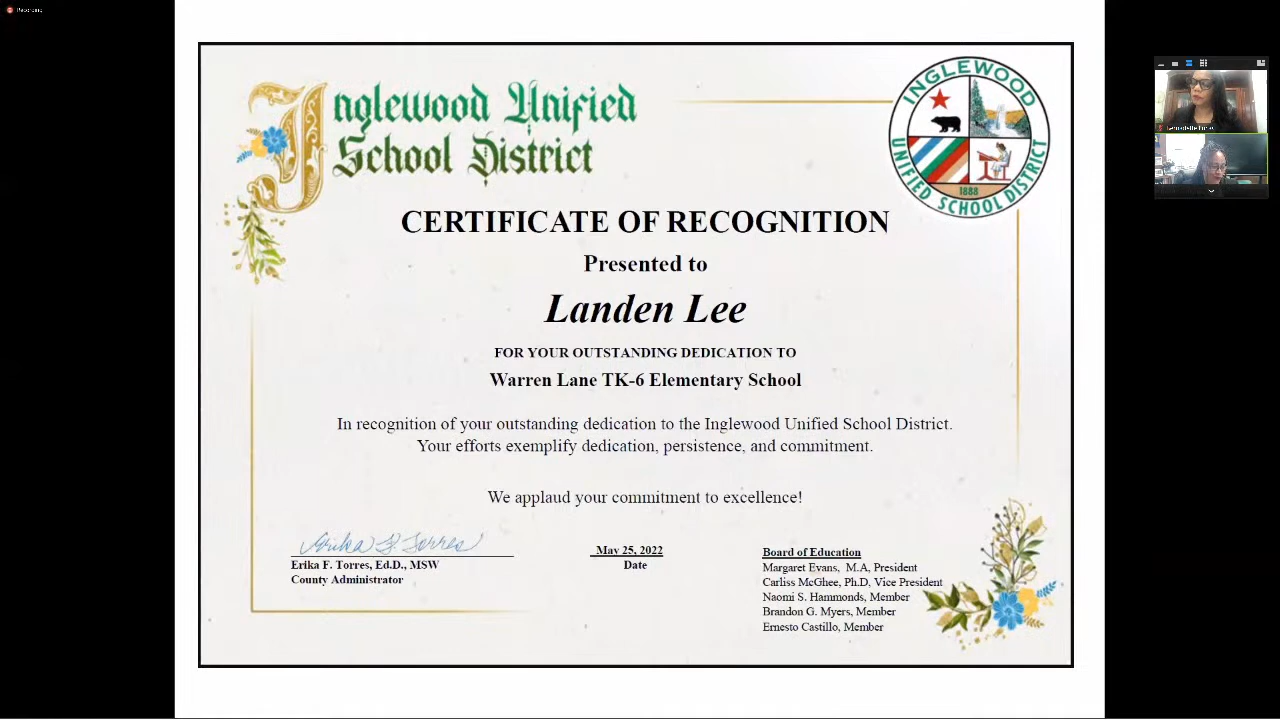 Recording
Inglewood Unified
School District
INGLEWOOD
UNIFIED SCHOOL DISTRICT
1888
CERTIFICATE OF RECOGNITION
Presented to
Landen Lee
FOR YOUR OUTSTANDING DEDICATION TO
Warren Lane TK-6 Elementary School
In recognition of your outstanding dedication to the Inglewood Unified School District.
Your efforts exemplify dedication, persistence, and commitment.
We applaud your commitment to excellence!
Erika F. Torres
Erika F. Torres, Ed.D., MSW
County Administrator
May 25, 2022
Date
Board of Education
Margaret Evans, M.A, President
Carliss McGhee, Ph.D, Vice President
Naomi S. Hammonds, Member
Brandon G. Myers, Member
Ernesto Castillo, Member